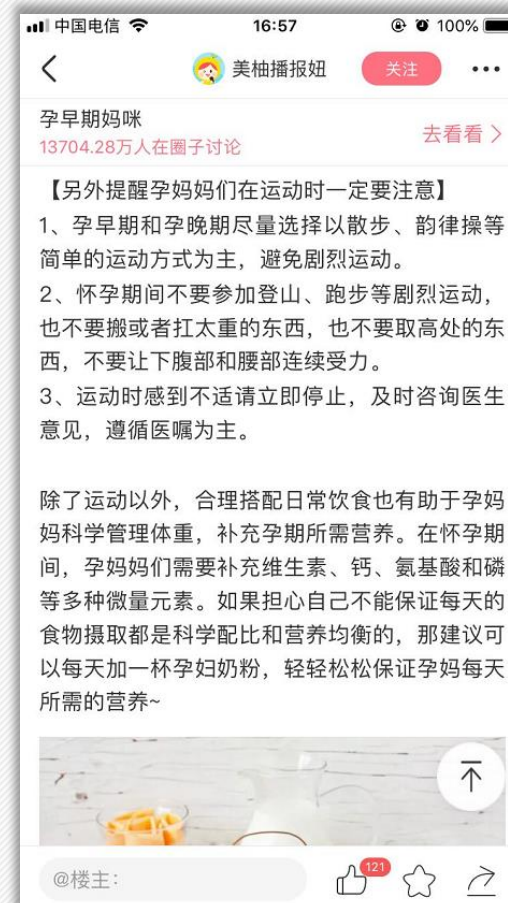 中国电信 16:57 100%
美柚播报妞 关注
孕早期妈咪
13704.28万人在圈子讨论 去看看
【另外提醒孕妈妈们在运动时一定要注意】
1、孕早期和孕晚期尽量选择以散步、韵律操等
简单的运动方式为主，避免剧烈运动。
2、怀孕期间不要参加登山、跑步等剧烈运动，
也不要搬或者扛太重的东西，也不要取高处的东
西，不要让下腹部和腰部连续受力。
3、运动时感到不适请立即停止，及时咨询医生
意见，遵循医嘱为主。
除了运动以外，合理搭配日常饮食也有助于孕妈
妈科学管理体重，补充孕期所需营养。在怀孕期
间，孕妈妈们需要补充维生素、钙、氨基酸和磷
等多种微量元素。如果担心自己不能保证每天的
食物摄取都是科学配比和营养均衡的，那建议可
以每天加一杯孕妇奶粉，轻轻松松保证孕妈每天
所需的营养~
@楼主： 121